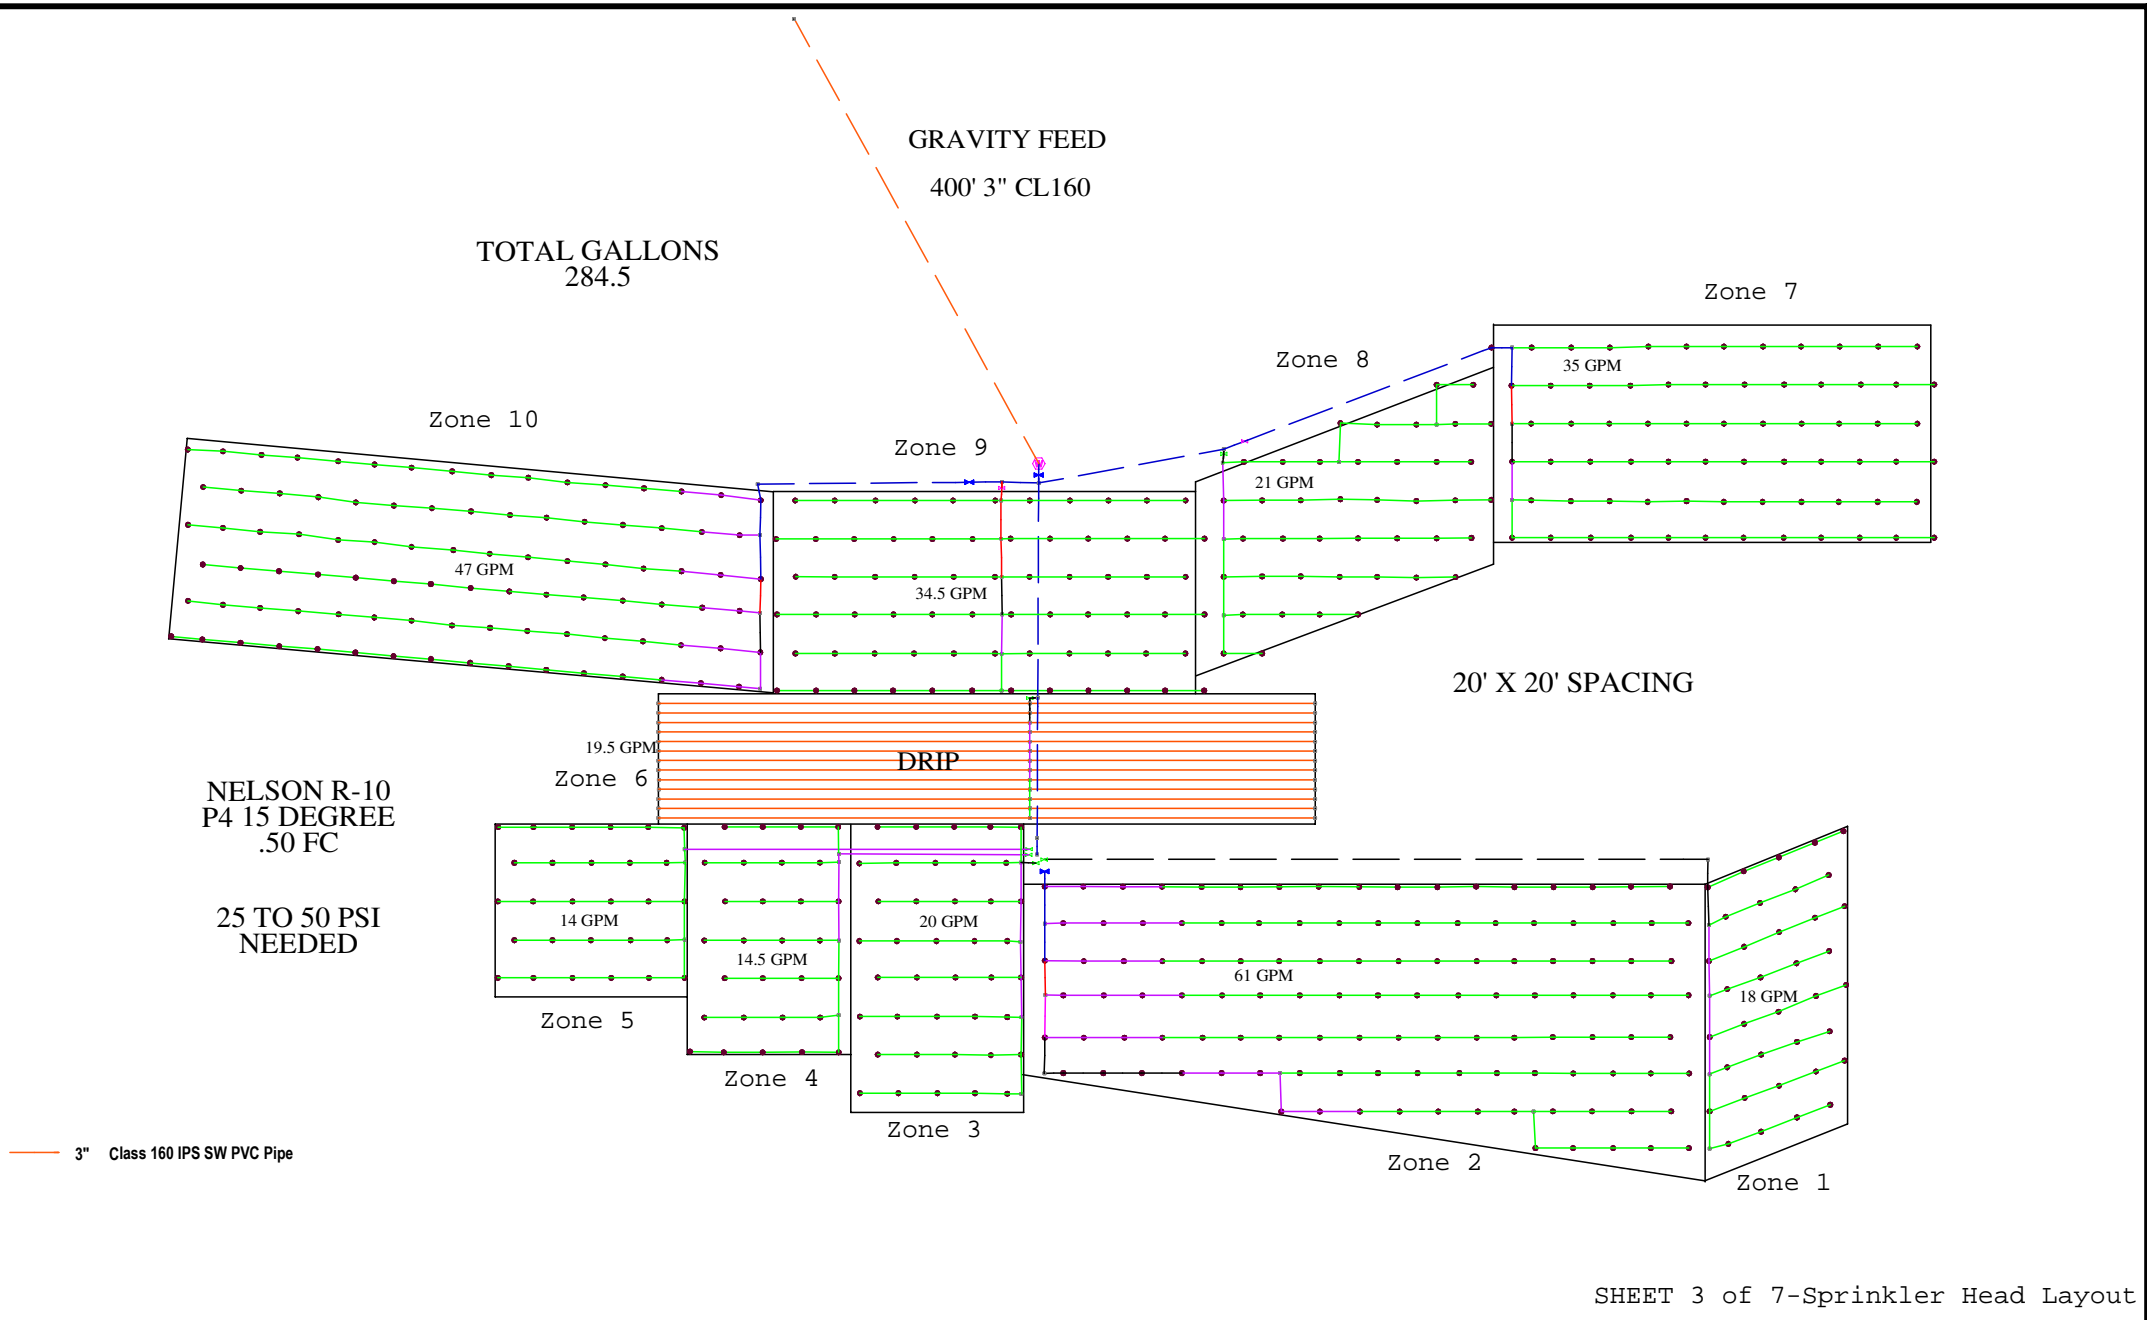 GRAVITY FEED
400' 3" CL160
TOTAL GALLONS
284.5
Zone 7
35 GPM
Zone 8
21 GPM
Zone 10
47 GPM
Zone 9
34.5 GPM
20' X 20' SPACING
19.5 GPM
Zone 6
DRIP
NELSON R-10
P4 15 DEGREE
.50 FC
25 TO 50 PSI
NEEDED
14 GPM
Zone 5
14.5 GPM
Zone 4
20 GPM
Zone 3
61 GPM
Zone 2
18 GPM
Zone 1
3" Class 160 IPS SW PVC Pipe
SHEET 3 of 7-Sprinkler Head Layout